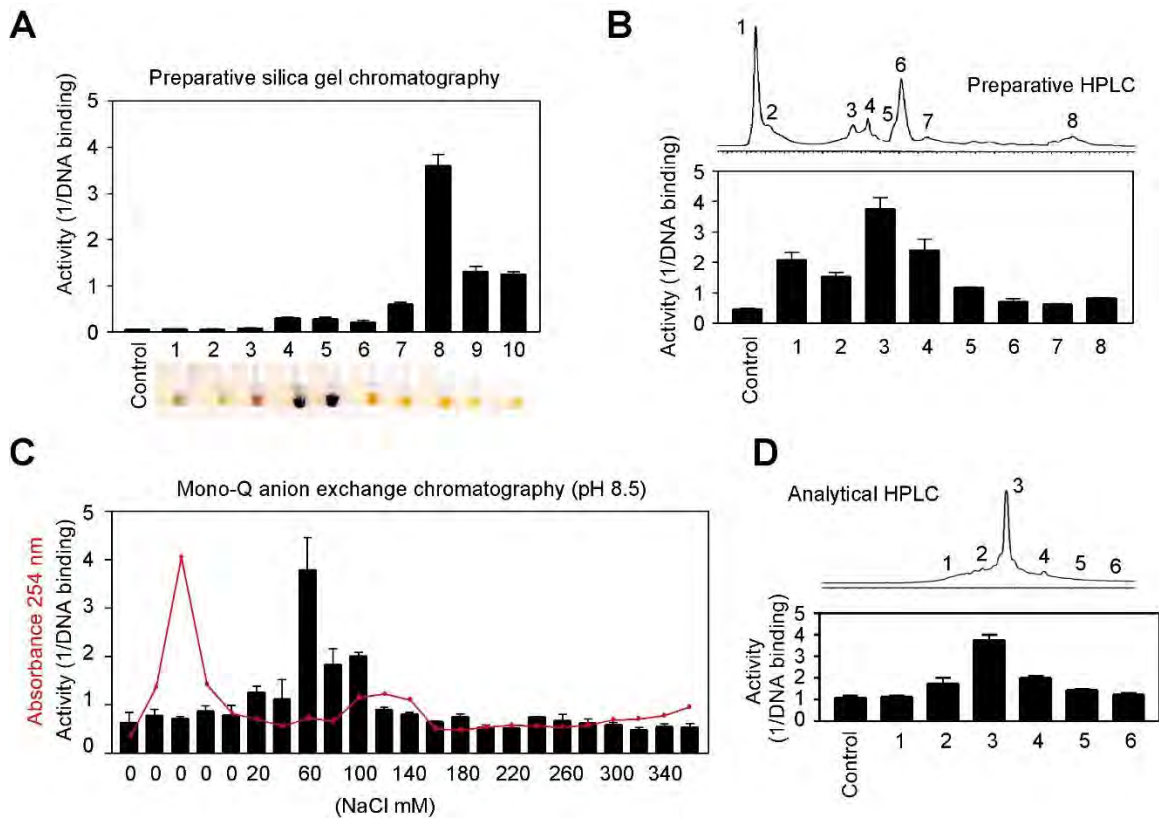 A
Preparative silica gel chromatography
Activity (1/DNA binding)
5
4
3
2
1
0
Control 1 2 3 4 5 6 7 8 9 10
B
Preparative HPLC
1 2 3 4 5 6 7 8
Activity (1/DNA binding)
5
4
3
2
1
0
Control 1 2 3 4 5 6 7 8
C
Mono-Q anion exchange chromatography (pH 8.5)
Absorbance 254 nm
Activity (1/DNA binding)
5
4
3
2
1
0
0 0 0 0 0 20 60 100 140 180 220 260 300 340
(NaCl mM)
D
Analytical HPLC
1 2 3 4 5 6
Activity
(1/DNA binding)
5
4
3
2
1
0
Control 1 2 3 4 5 6